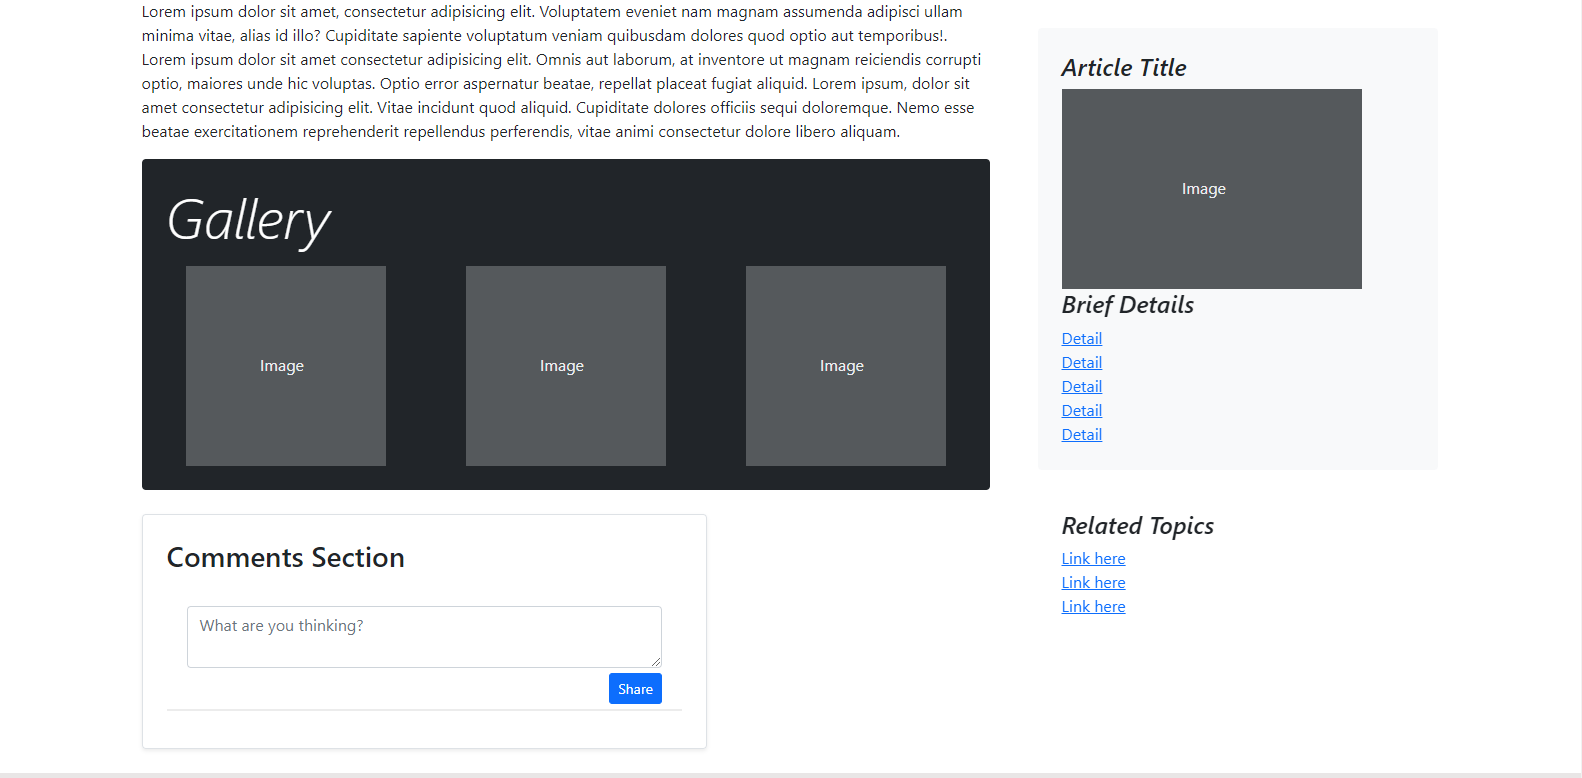 Lorem ipsum dolor sit amet, consectetur adipisicing elit. Voluptatem eveniet nam magnam assumenda adipisci ullam
minima vitae, alias id illo? Cupiditate sapiente voluptatum veniam quibusdam dolores quod optio aut temporibus!.
Lorem ipsum dolor sit amet consectetur adipisicing elit. Omnis aut laborum, at inventore ut magnam reiciendis corrupti
optio, maiores unde hic voluptas. Optio error aspernatur beatae, repellat placeat fugiat aliquid. Lorem ipsum, dolor sit
amet consectetur adipisicing elit. Vitae incidunt quod aliquid. Cupiditate dolores officiis sequi doloremque. Nemo esse
beatae exercitationem reprehenderit repellendus perferendis, vitae animi consectetur dolore libero aliquam.
Gallery
Image
Image
Image
Comments Section
What are you thinking?
Share
Article Title
Image
Brief Details
Detail
Detail
Detail
Detail
Detail
Related Topics
Link here
Link here
Link here